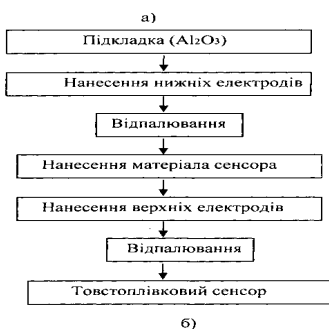 а)
Підкладка (Al₂O₃)
Нанесення нижніх електродів
Відпалювання
Нанесення матеріала сенсора
Нанесення верхніх електродів
Відпалювання
Товстоплівковий сенсор
б)